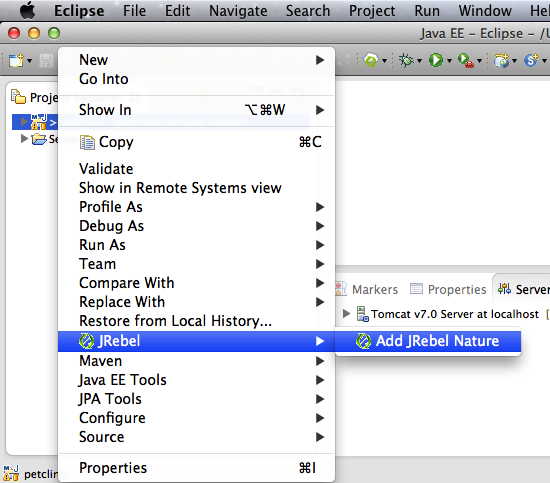 Eclipse File Edit Navigate Search Project Run Window
Java EE - Eclipse - /
Proje
New
Go Into
Show In ⌥⌘W
Copy ⌘C
Validate
Show in Remote Systems view
Profile As
Debug As
Run As
Team
Compare With
Replace With
Restore from Local History...
JRebel
Add JRebel Nature
Maven
Java EE Tools
JPA Tools
Configure
Source
Properties ⌘I
Markers Properties Server
Tomcat v7.0 Server at localhost [
petclin